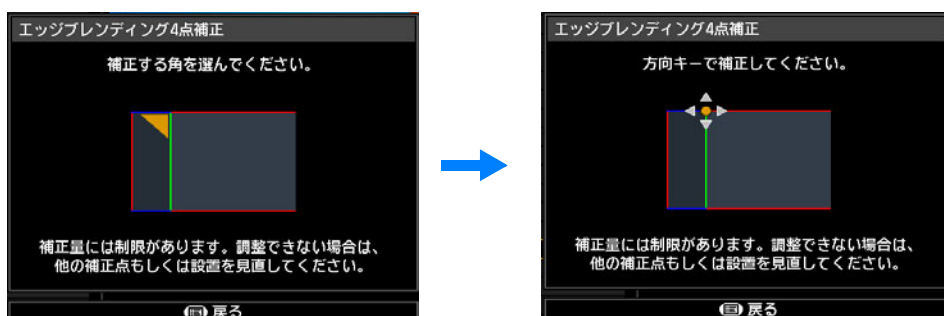 エッジブレンディング4点補正
補正する角を選んでください。
補正量には制限があります。調整できない場合は、
他の補正点もしくは設置を見直してください。
戻る
エッジブレンディング4点補正
方向キーで補正してください。
補正量には制限があります。調整できない場合は、
他の補正点もしくは設置を見直してください。
戻る